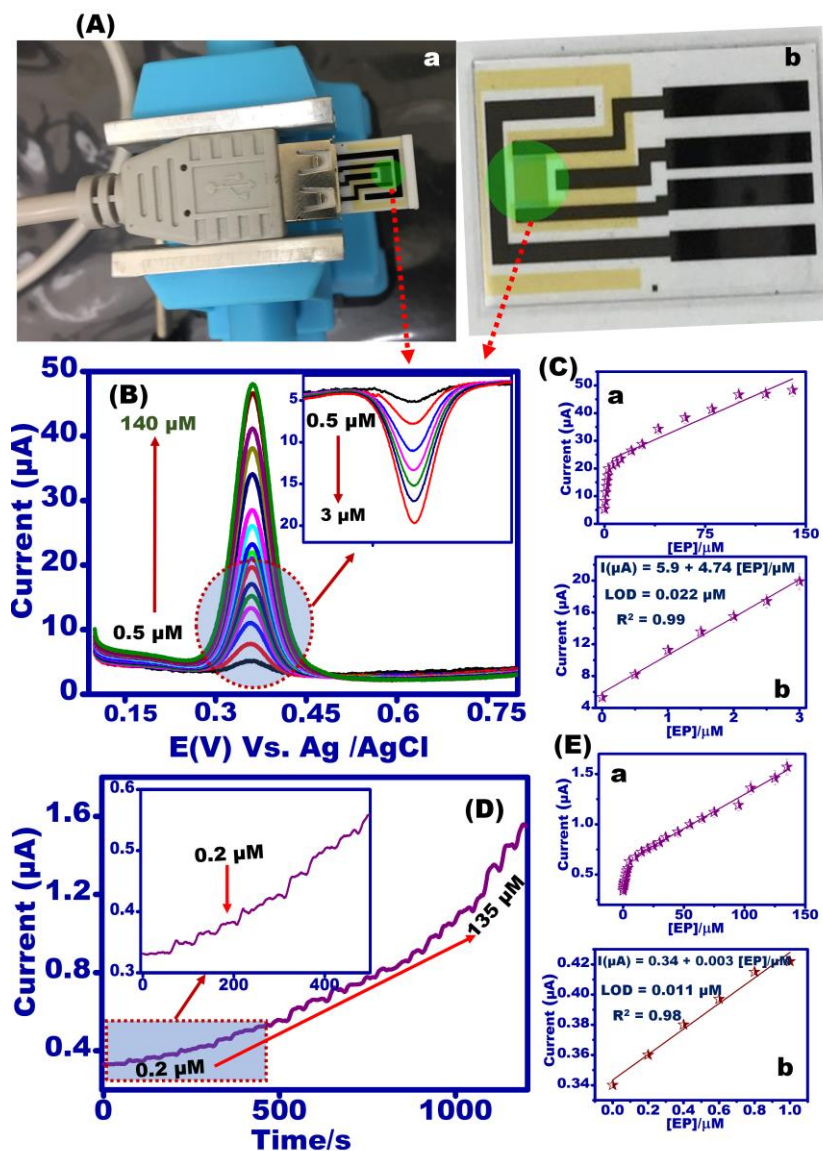 (A)
a
b
(B)
50
40
30
20
10
0
Current (µA)
140 µM
0.5 µM
0.15
0.3
0.45
0.6
0.75
E(V) Vs. Ag /AgCl
5
10
15
20
0.5 µM
3 µM
(C)
a
50
40
30
20
10
0
Current (µA)
0
75
150
[EP]/µM
I(µA) = 5.9 + 4.74 [EP]/µM
LOD = 0.022 µM
R² = 0.99
b
20
16
12
8
4
Current (µA)
0
1
2
3
[EP]/µM
(D)
1.6
1.2
0.8
0.4
Current (µA)
0
500
1000
Time/s
0.6
0.5
0.4
0.3
0
200
400
0.2 µM
0.2 µM
135 µM
(E)
a
1.5
1.0
0.5
Current (µA)
0
50
100
150
[EP]/µM
I(µA) = 0.34 + 0.003 [EP]/µM
LOD = 0.011 µM
R² = 0.98
b
0.42
0.40
0.38
0.36
0.34
Current (µA)
0.0
0.2
0.4
0.6
0.8
1.0
[EP]/µM